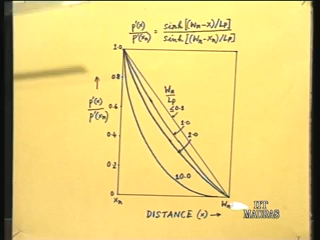 p'(x)/p'(xn) = sinh [(Wn-x)/Lp] / sinh [(Wn-xn)/Lp]
1.0
0.8
0.6
0.4
0.2
0
↑ p'(x)/p'(xn)
Wn/Lp
≤0.1
1.0
2.0
10.0
xn
Wn
DISTANCE (x) →
IIT
MADRAS